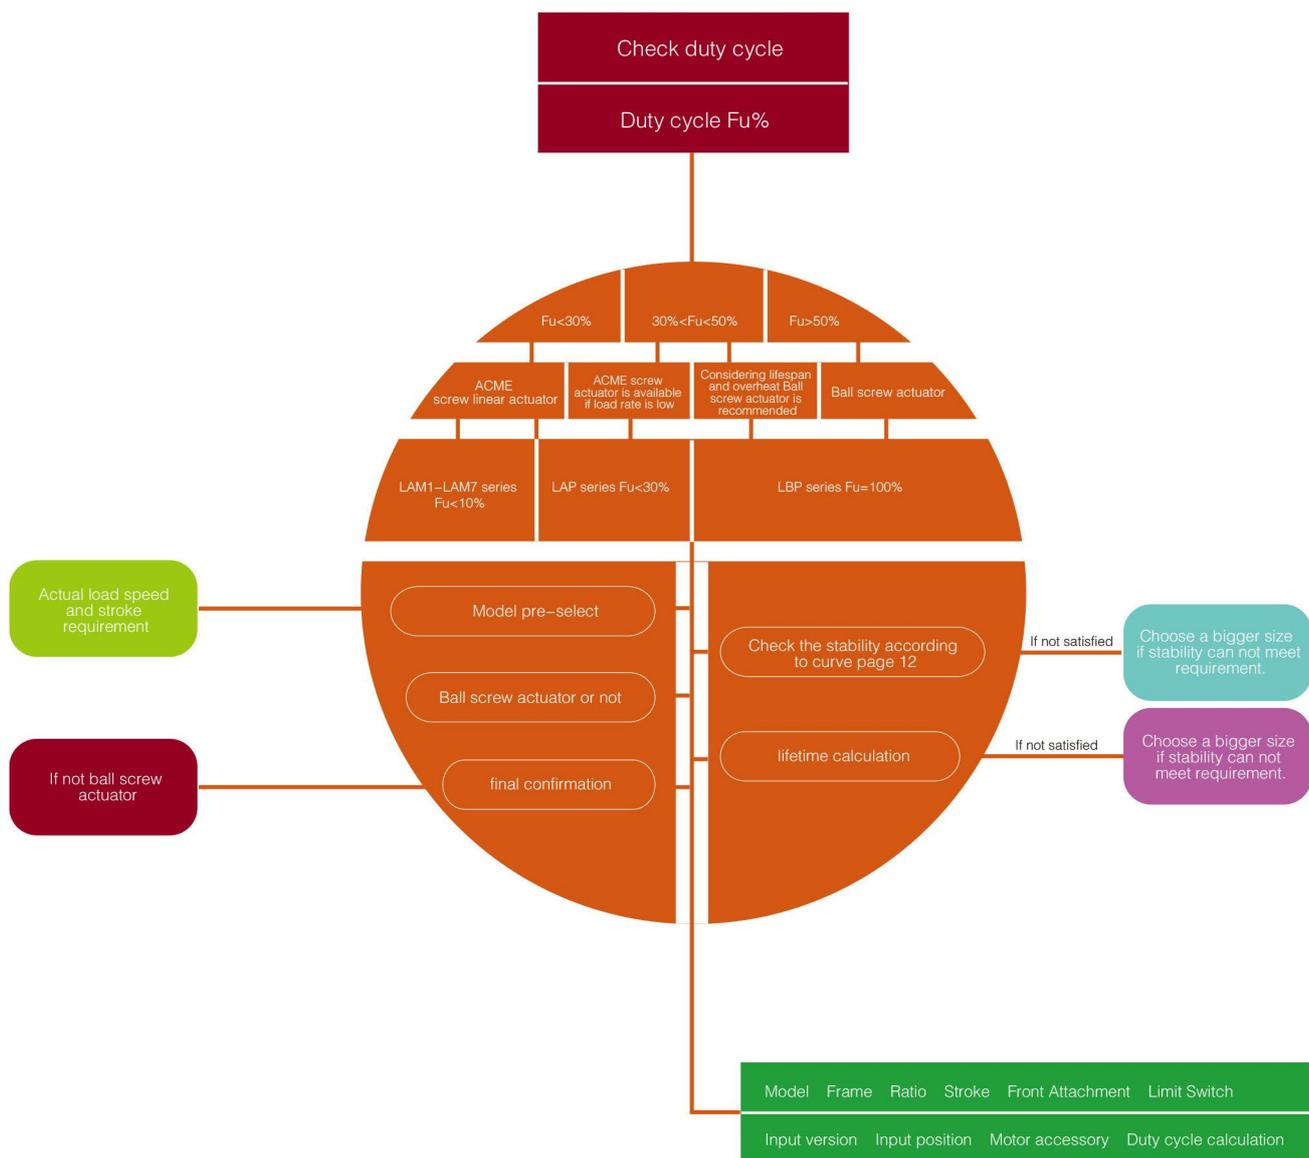 Check duty cycle
Duty cycle Fu%
Fu<30%
30%<Fu<50%
Fu>50%
ACME
screw linear actuator
ACME screw
actuator is available
if load rate is low
Considering lifespan
and overheat Ball
screw actuator is
recommended
Ball screw actuator
LAM1-LAM7 series
Fu<10%
LAP series Fu<30%
LBP series Fu=100%
Actual load speed
and stroke
requirement
Model pre-select
Check the stability according
to curve page 12
If not satisfied
Choose a bigger size
if stability can not meet
requirement.
Ball screw actuator or not
If not ball screw
actuator
final confirmation
lifetime calculation
If not satisfied
Choose a bigger size
if stability can not
meet requirement.
Model Frame Ratio Stroke Front Attachment Limit Switch
Input version Input position Motor accessory Duty cycle calculation